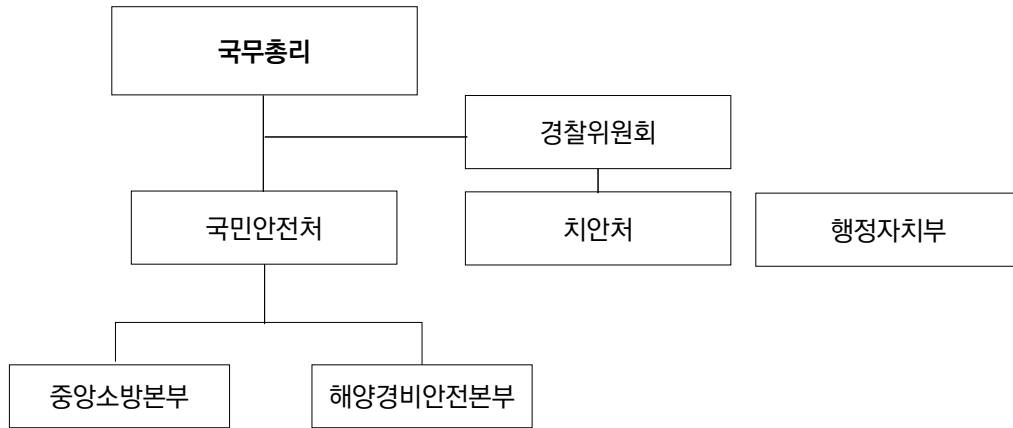 국무총리
경찰위원회
국민안전처
치안처
행정자치부
중앙소방본부
해양경비안전본부